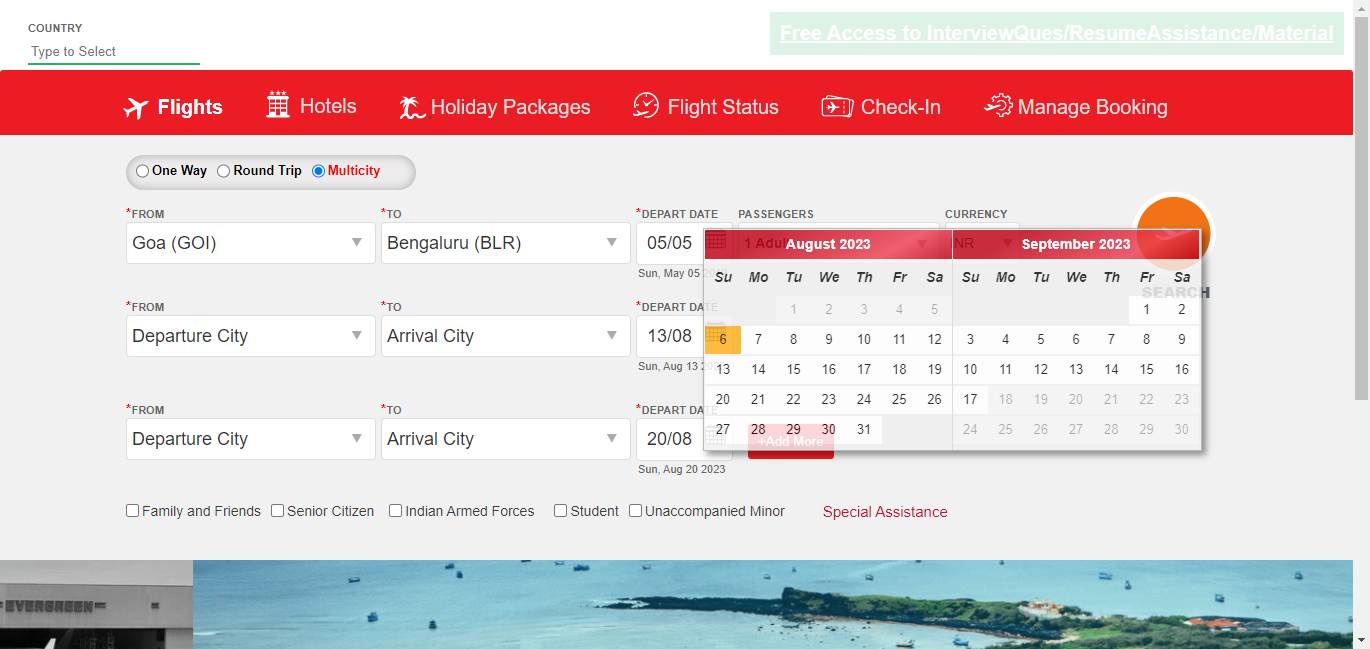 COUNTRY
Type to Select
Free Access to InterviewQues/ResumeAssistance/Material
Flights Hotels Holiday Packages Flight Status Check-In Manage Booking
One Way Round Trip Multicity
*FROM *TO *DEPART DATE PASSENGERS CURRENCY
Goa (GOI) Bengaluru (BLR) 05/05 1 Adul INR
Sun, May 05
August 2023 September 2023
Su Mo Tu We Th Fr Sa Su Mo Tu We Th Fr Sa
SEARCH
1 2 3 4 5 1 2
6 7 8 9 10 11 12 3 4 5 6 7 8 9
13 14 15 16 17 18 19 10 11 12 13 14 15 16
20 21 22 23 24 25 26 17 18 19 20 21 22 23
27 28 29 30 31 24 25 26 27 28 29 30
*FROM *TO *DEPART DATE
Departure City Arrival City 13/08
Sun, Aug 13
*FROM *TO *DEPART DATE
Departure City Arrival City 20/08 +Add More
Sun, Aug 20 2023
Family and Friends Senior Citizen Indian Armed Forces Student Unaccompanied Minor Special Assistance
EVERGREEN